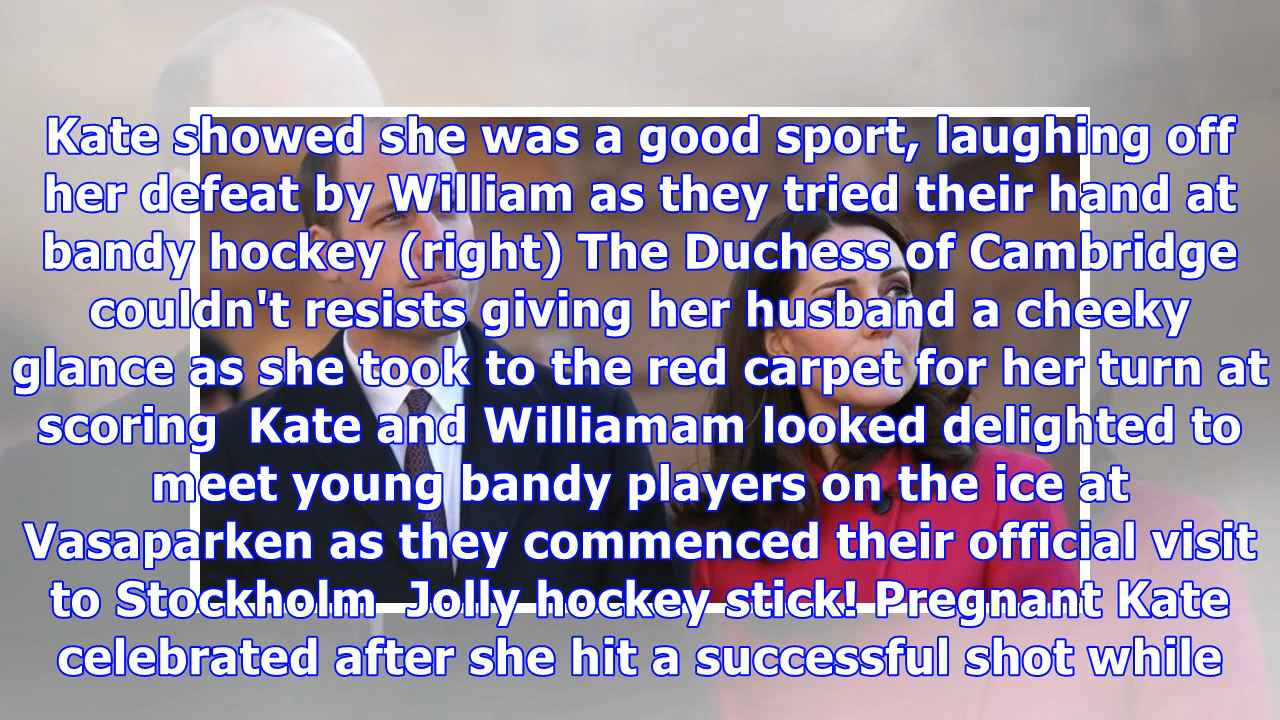 Kate showed she was a good sport, laughing off
her defeat by William as they tried their hand at
bandy hockey (right) The Duchess of Cambridge
couldn't resists giving her husband a cheeky
glance as she took to the red carpet for her turn at
scoring  Kate and Williamam looked delighted to
meet young bandy players on the ice at
Vasaparken as they commenced their official visit
to Stockholm  Jolly hockey stick! Pregnant Kate
celebrated after she hit a successful shot while